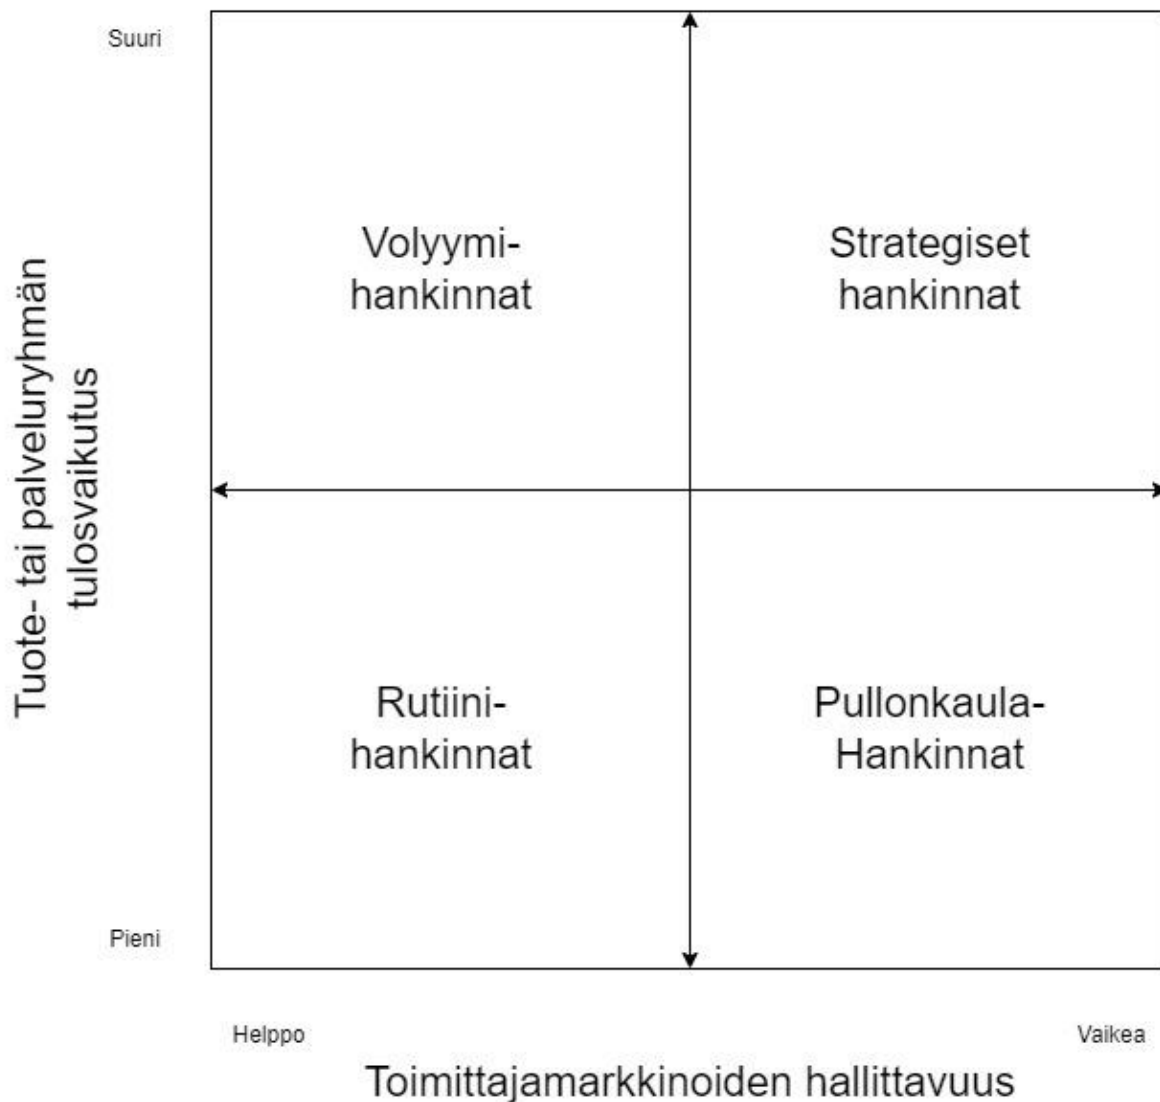 Suuri
Volyymi-
hankinnat
Strategiset
hankinnat
Tuote- tai palveluryhmän
tulosvaikutus
Rutiini-
hankinnat
Pullonkaula-
Hankinnat
Pieni
Helppo
Vaikea
Toimittajamarkkinoiden hallittavuus